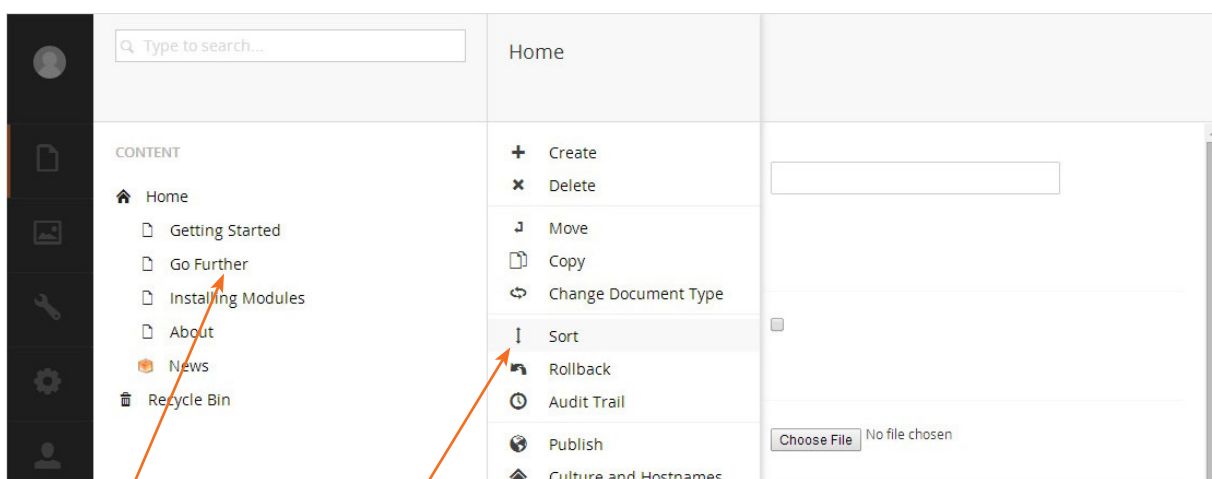 Type to search...
Home
CONTENT
Home
Getting Started
Go Further
Installing Modules
About
News
Recycle Bin
Create
Delete
Move
Copy
Change Document Type
Sort
Rollback
Audit Trail
Publish
Culture and Hostnames
Choose File No file chosen